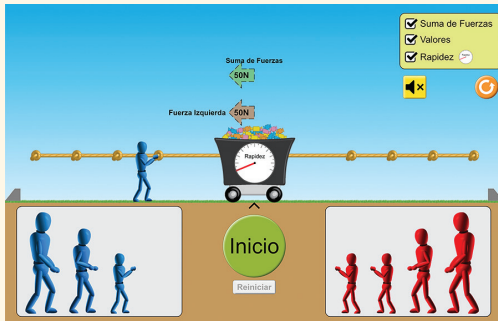 Suma de Fuerzas
Valores
Rapidez
Suma de Fuerzas
50N
Fuerza Izquierda
50N
Rapidez
Inicio
Reiniciar